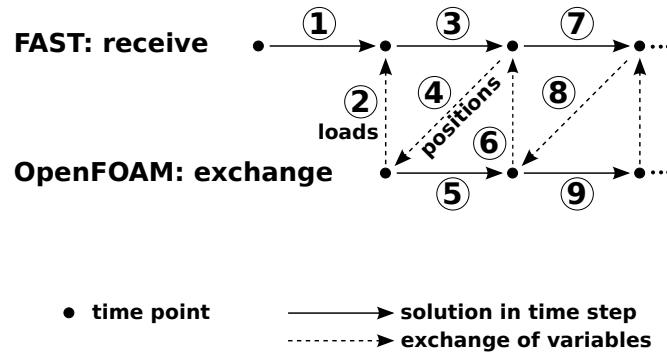 FAST: receive
1 3 7
2 loads
4 positions
6 8
OpenFOAM: exchange
5 9
time point
solution in time step
exchange of variables